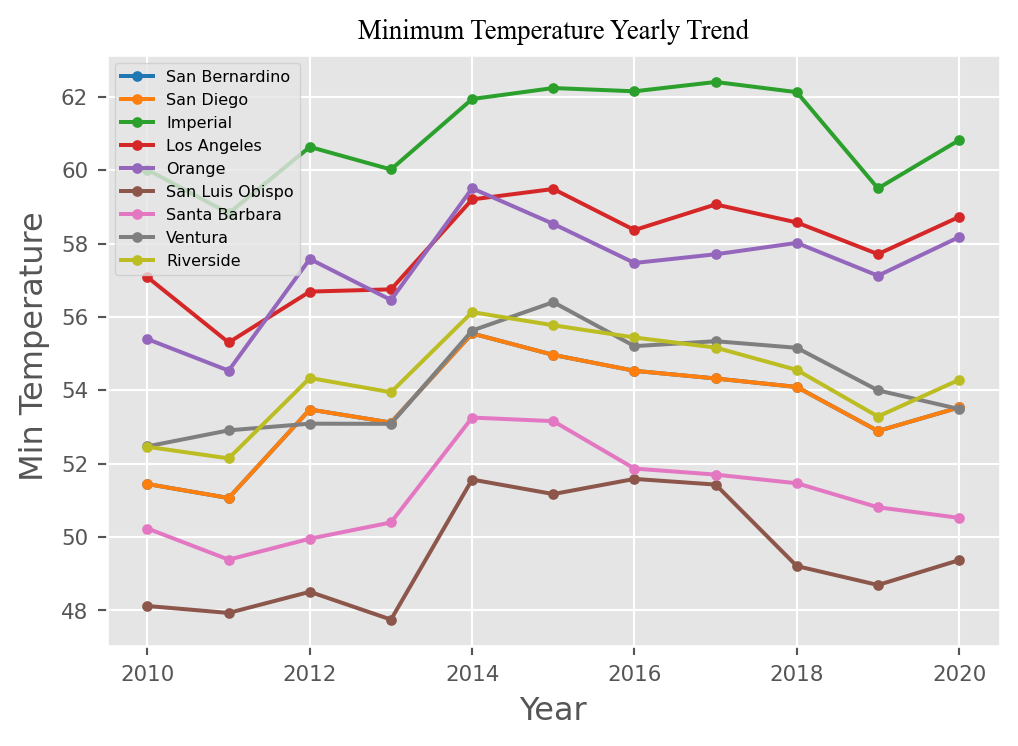 Minimum Temperature Yearly Trend
San Bernardino
San Diego
Imperial
Los Angeles
Orange
San Luis Obispo
Santa Barbara
Ventura
Riverside
62
60
58
56
54
52
50
48
Min Temperature
2010 2012 2014 2016 2018 2020
Year